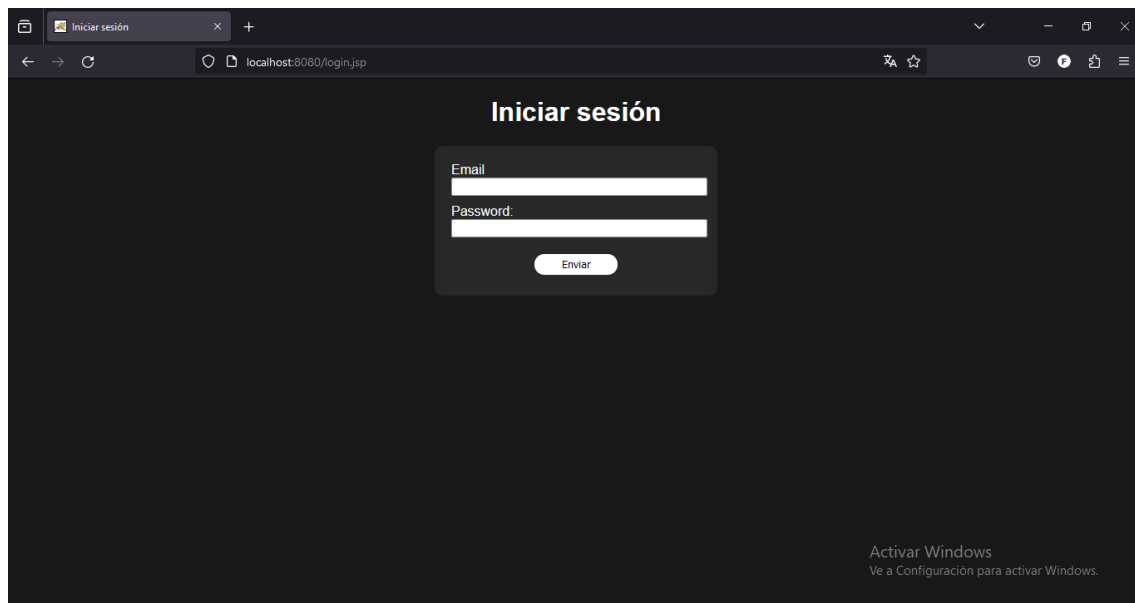 Iniciar sesión
localhost:8080/login.jsp
Iniciar sesión
Email
Password:
Enviar
Activar Windows
Ve a Configuración para activar Windows.